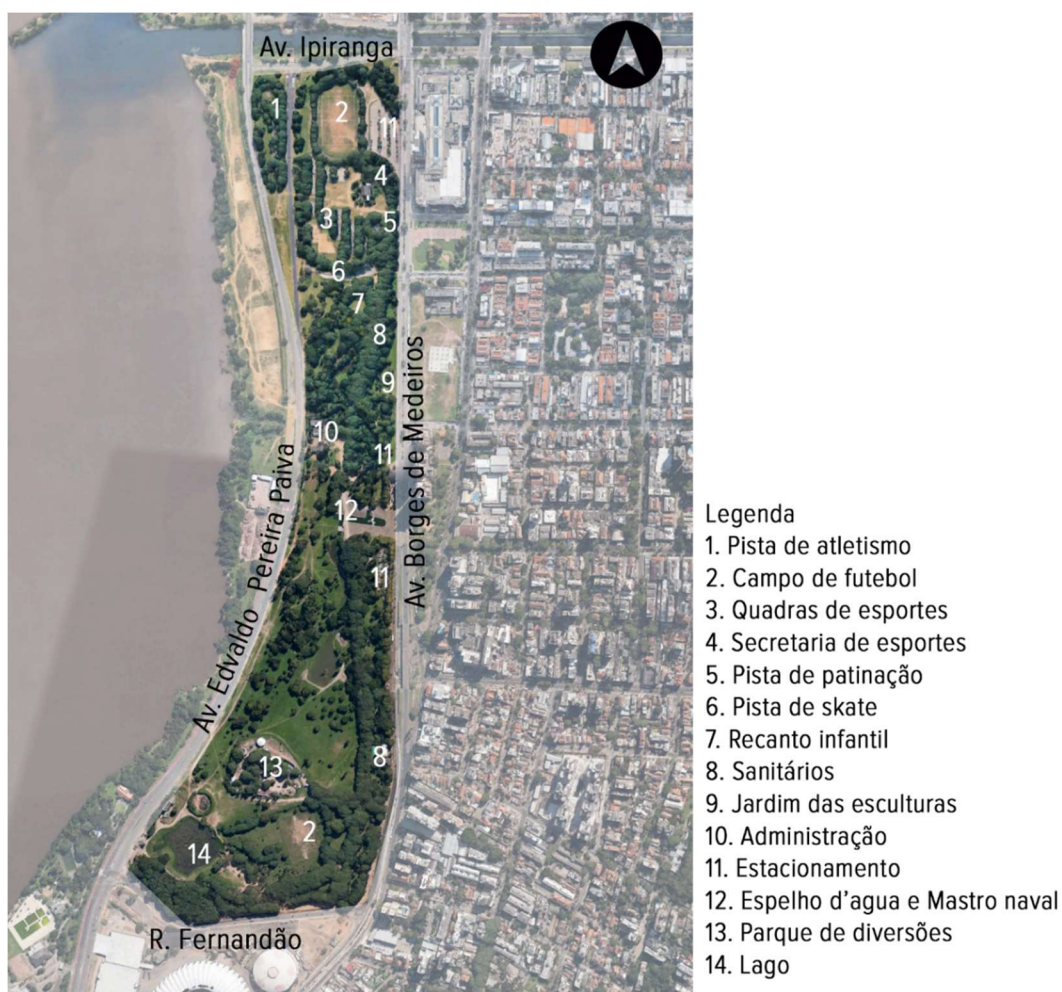 Av. Ipiranga
1
2
11
4
3
5
6
7
8
9
10
11
12
11
Av. Edvaldo Pereira Paiva
Av. Borges de Medeiros
8
13
2
14
R. Fernandão
Legenda
1. Pista de atletismo
2. Campo de futebol
3. Quadras de esportes
4. Secretaria de esportes
5. Pista de patinação
6. Pista de skate
7. Recanto infantil
8. Sanitários
9. Jardim das esculturas
10. Administração
11. Estacionamento
12. Espelho d'agua e Mastro naval
13. Parque de diversões
14. Lago